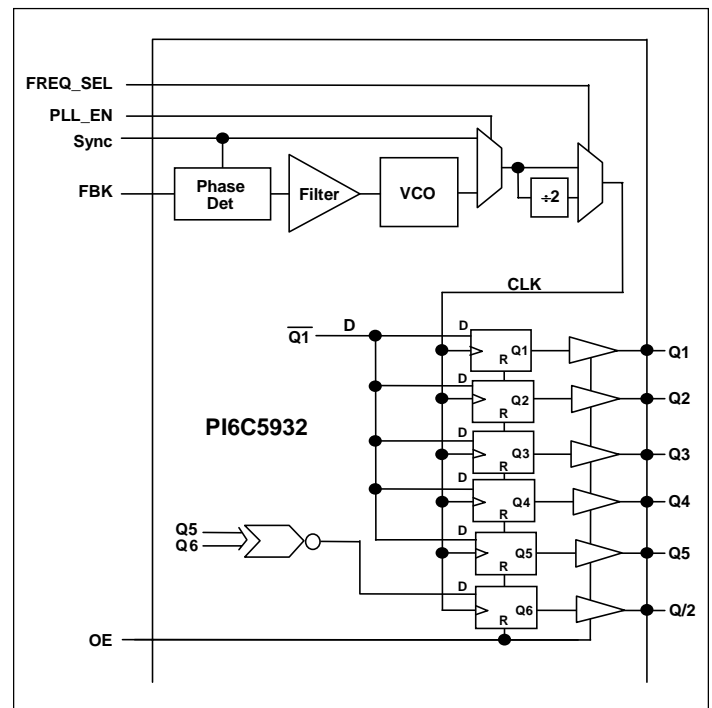 FREQ_SEL
PLL_EN
Sync
FBK
Phase
Det
Filter
VCO
÷2
CLK
Q1
D
D
Q1
R
Q1
D
Q2
R
Q2
PI6C5932
D
Q3
R
Q3
D
Q4
R
Q4
Q5
Q6
D
Q5
R
Q5
D
Q6
R
Q/2
OE